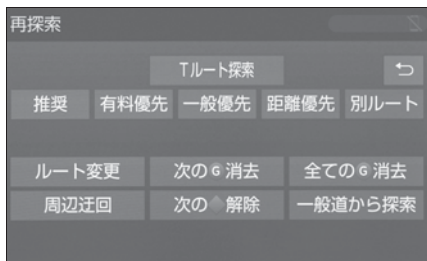 再探索
Tルート探索
推奨 有料優先 一般優先 距離優先 別ルート
ルート変更 次のG消去 全てのG消去
周辺迂回 次の◆解除 一般道から探索